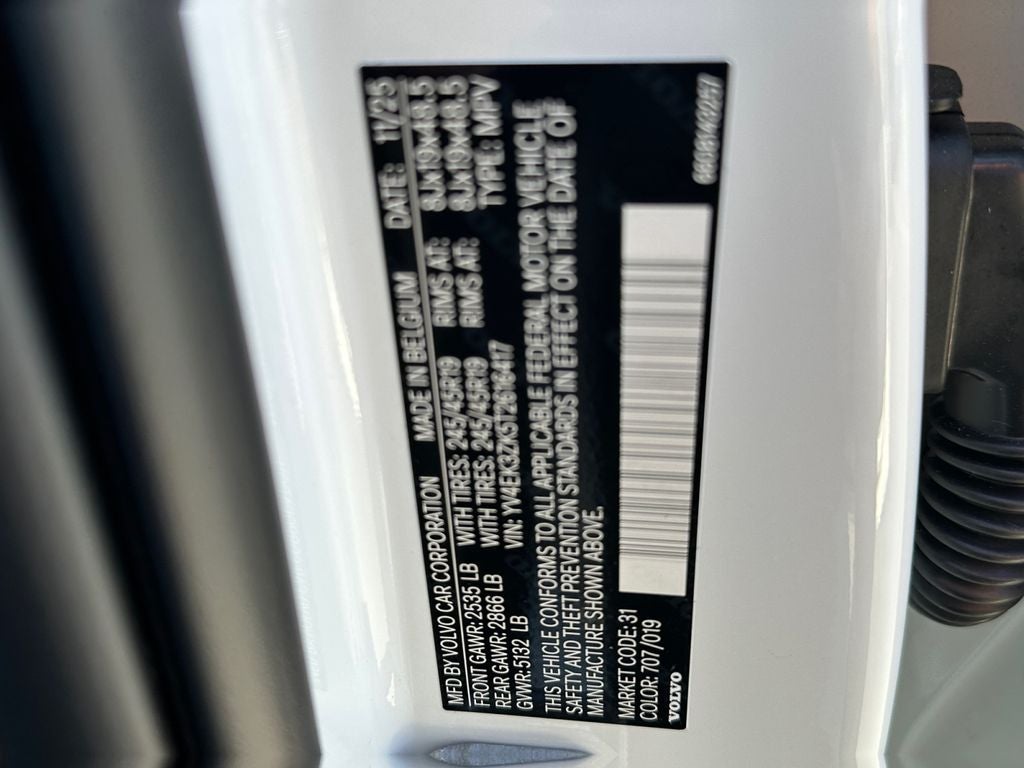 MFD BY VOLVO CAR CORPORATION MADE IN BELGIUM DATE: 11/25
FRONT GAWR: 2535 LB WITH TIRES: 245/45R19 RIMS AT: 8Jx19x48.5
REAR GAWR: 2866 LB WITH TIRES: 245/45R19 RIMS AT: 8Jx19x48.5
GVWR: 5132 LB VIN: YV4EK3ZK5T2616417 TYPE: MPV
THIS VEHICLE CONFORMS TO ALL APPLICABLE FEDERAL MOTOR VEHICLE
SAFETY AND THEFT PREVENTION STANDARDS IN EFFECT ON THE DATE OF
MANUFACTURE SHOWN ABOVE.
MARKET CODE: 31
COLOR: 707/019
VOLVO